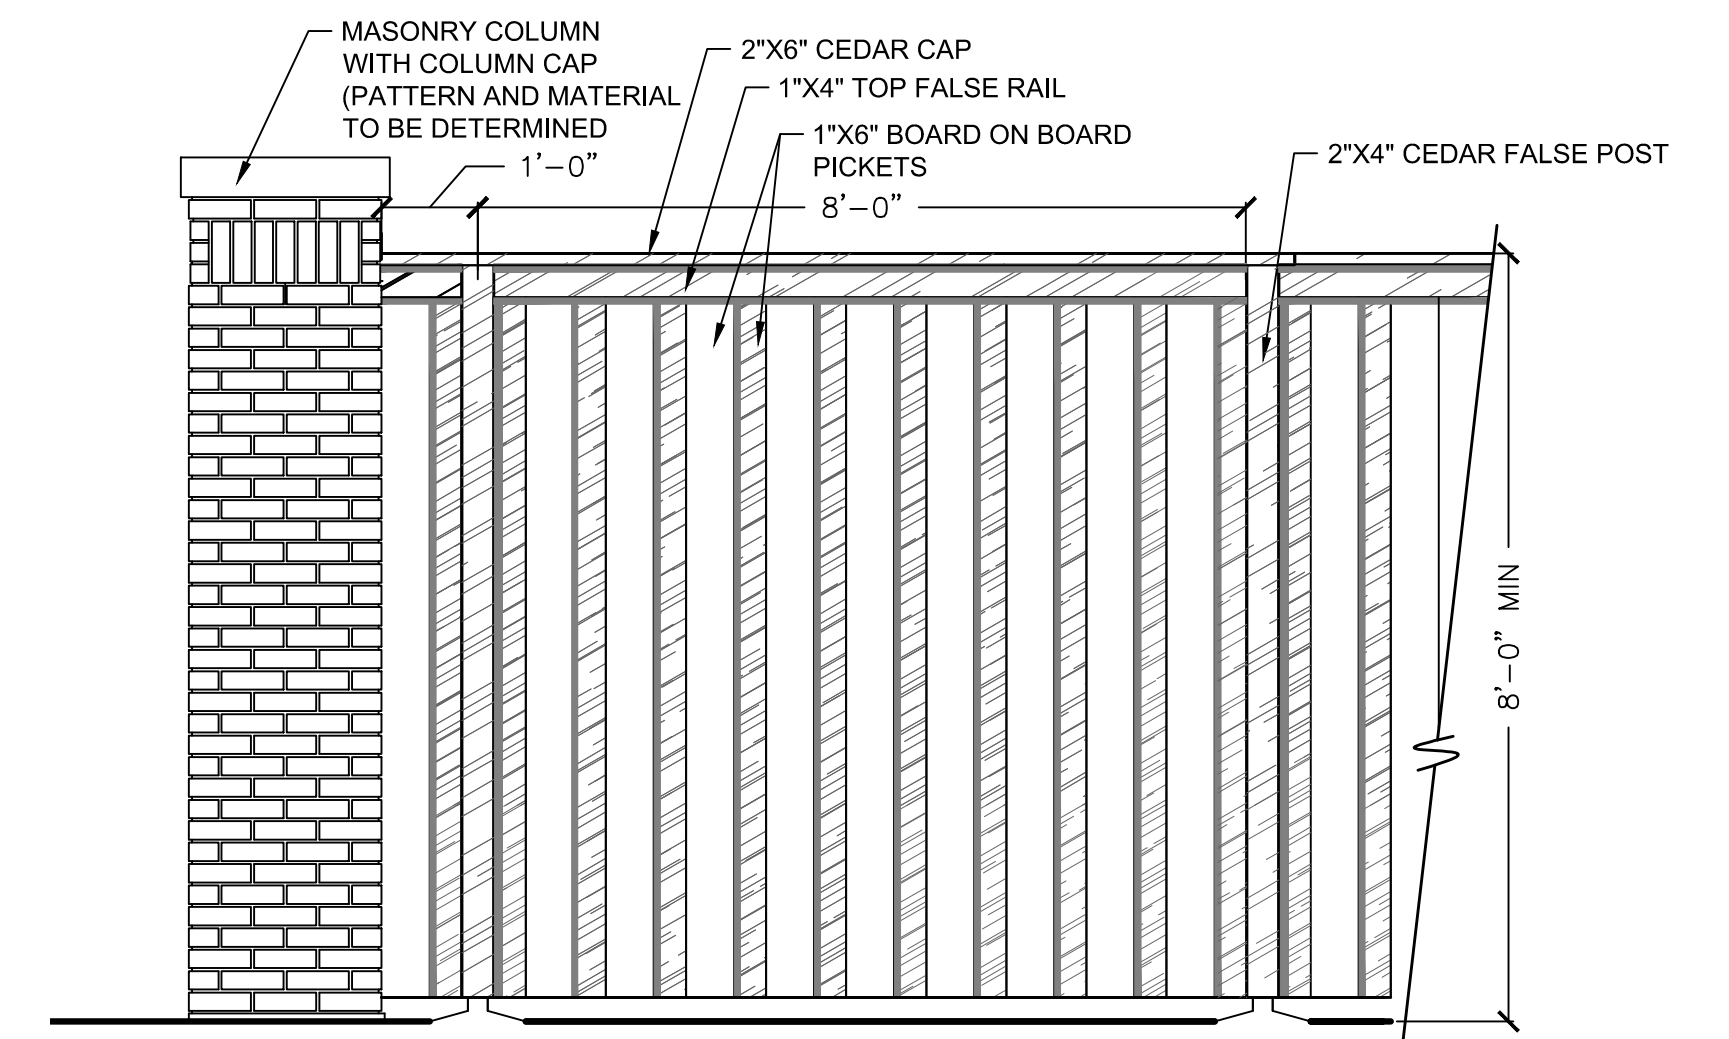 MASONRY COLUMN
WITH COLUMN CAP
(PATTERN AND MATERIAL
TO BE DETERMINED
2"X6" CEDAR CAP
1"X4" TOP FALSE RAIL
1"X6" BOARD ON BOARD
PICKETS
2"X4" CEDAR FALSE POST
1'-0"
8'-0"
8'-0" MIN